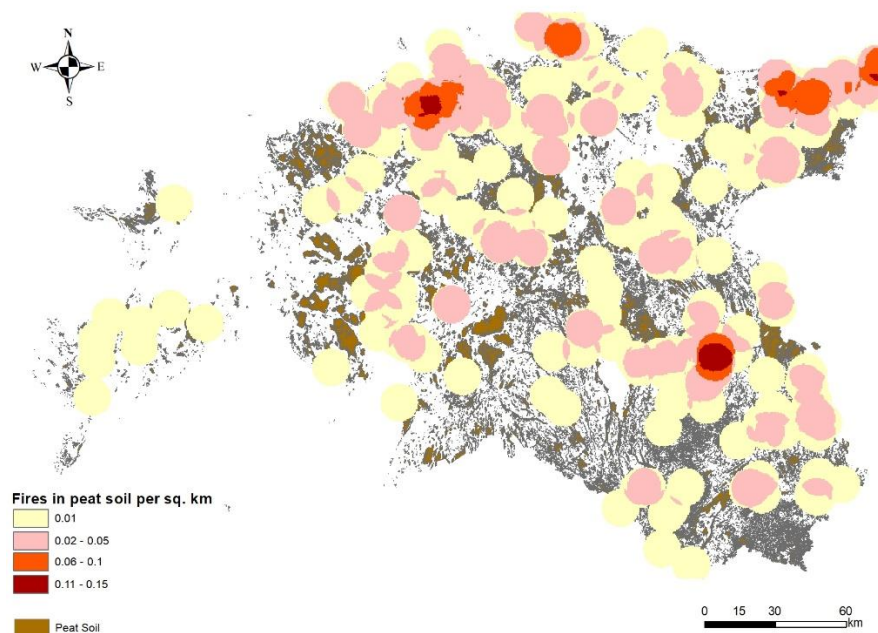 N
W E
S
Fires in peat soil per sq. km
0.01
0.02 - 0.05
0.06 - 0.1
0.11 - 0.15
Peat Soil
0 15 30 60
km